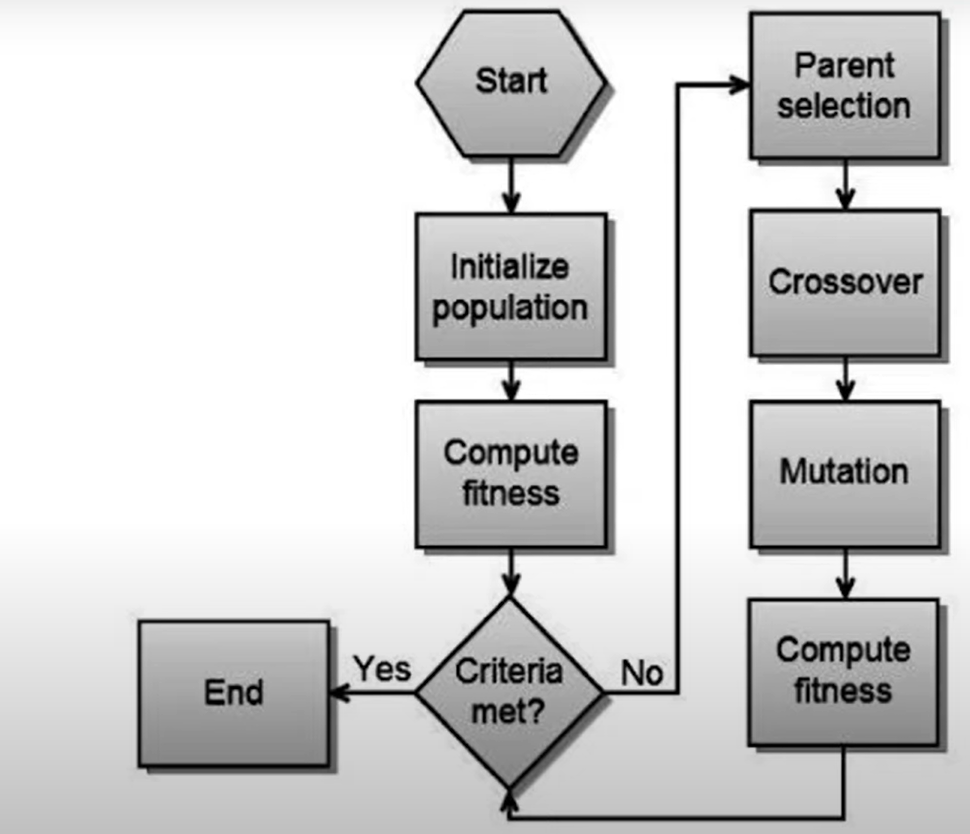 Start
Initialize
population
Compute
fitness
Criteria
met?
Yes
End
No
Parent
selection
Crossover
Mutation
Compute
fitness